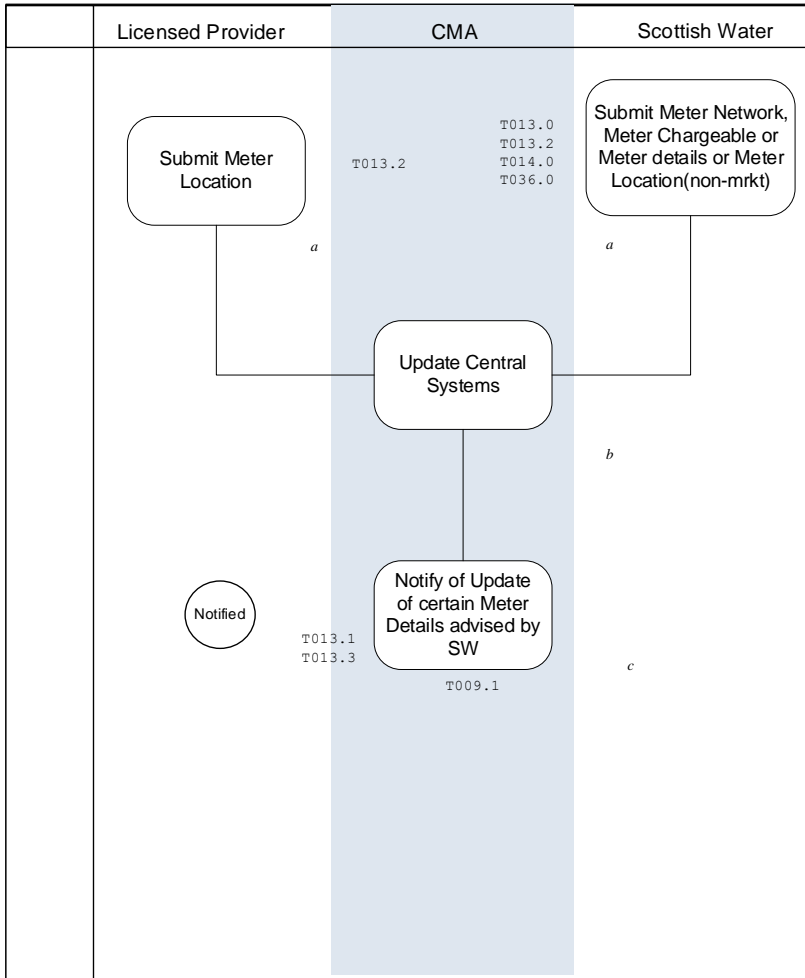 Licensed Provider
CMA
Scottish Water
Submit Meter
Location
T013.2
T013.0
T013.2
T014.0
T036.0
Submit Meter Network,
Meter Chargeable or
Meter details or Meter
Location(non-mrkt)
a
a
Update Central
Systems
b
Notified
T013.1
T013.3
Notify of Update
of certain Meter
Details advised by
SW
T009.1
c